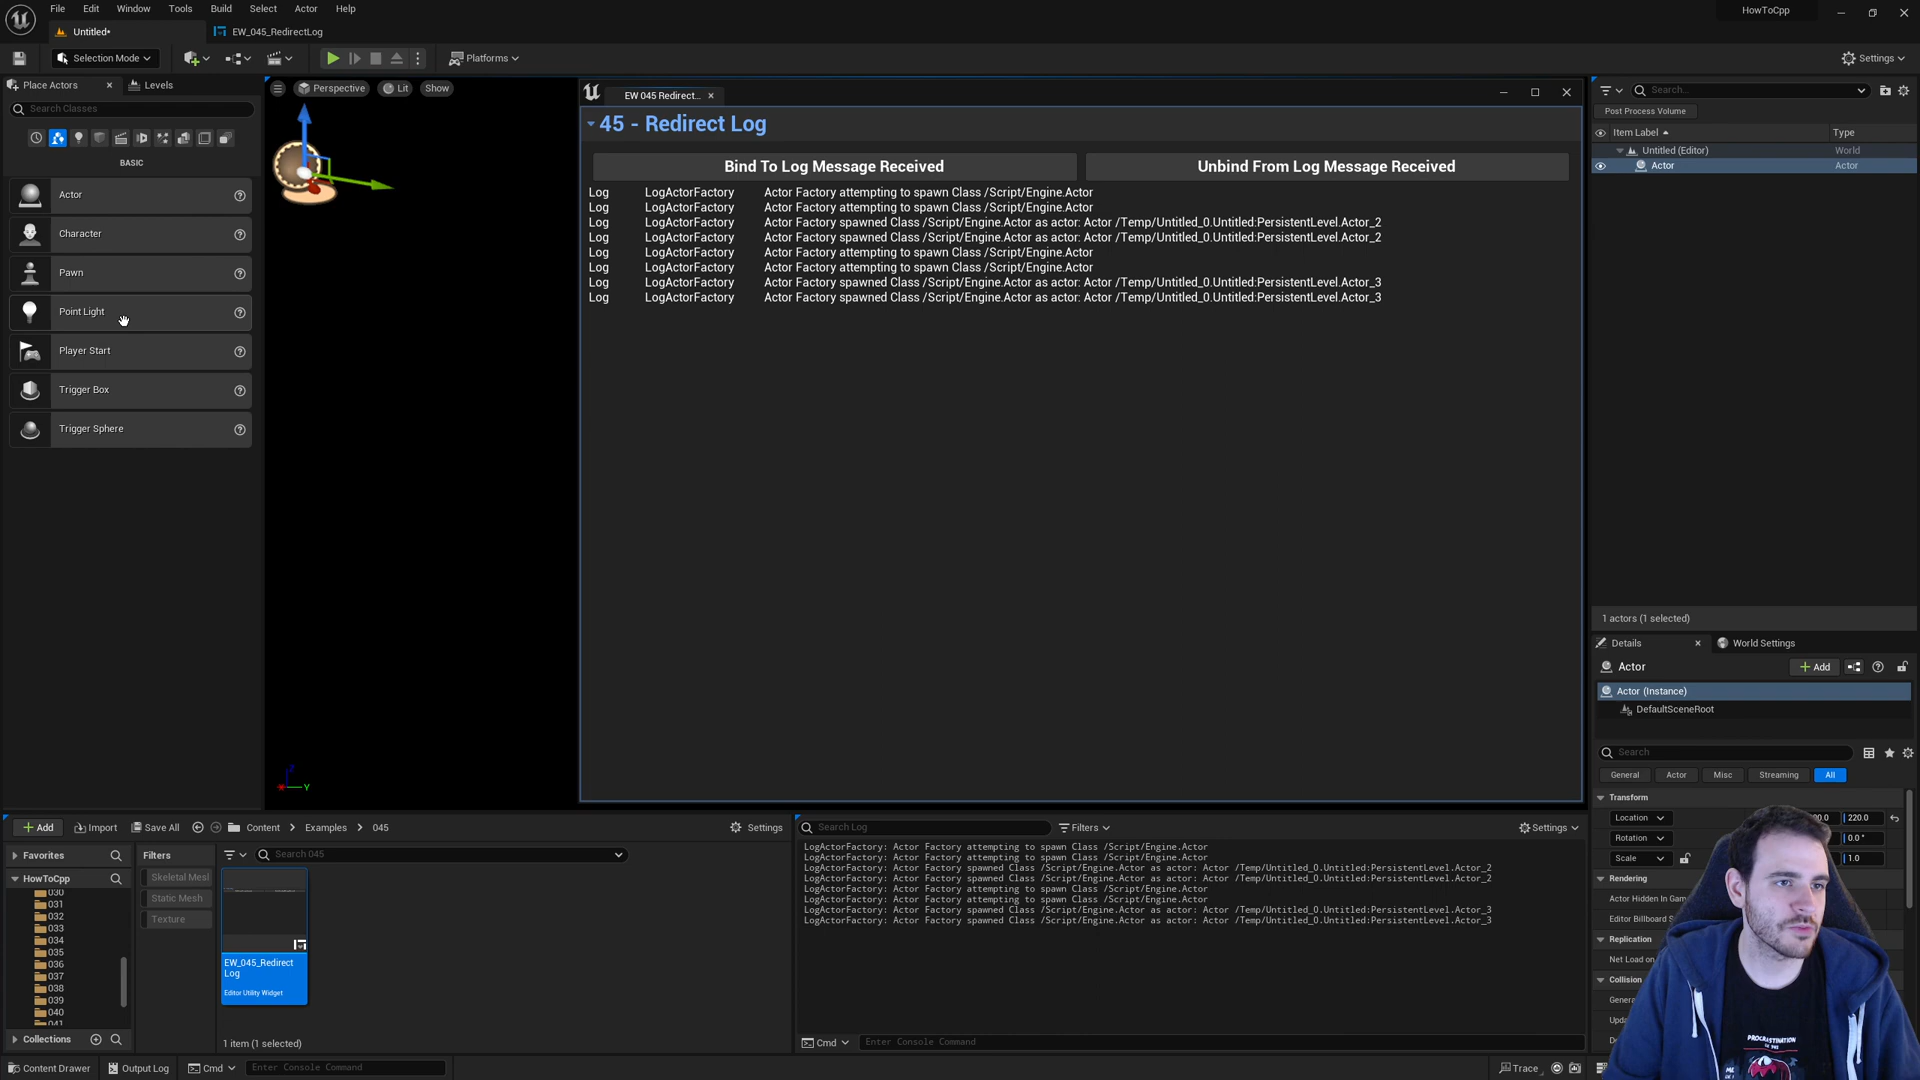 File Edit Window Tools Build Select Actor Help
HowToCpp
Untitled*
EW_045_RedirectLog
Selection Mode
Platforms
Settings
Place Actors
Levels
Search Classes
BASIC
Actor
Character
Pawn
Point Light
Player Start
Trigger Box
Trigger Sphere
Perspective Lit Show
EW 045 Redirect...
45 - Redirect Log
Bind To Log Message Received
Unbind From Log Message Received
Log LogActorFactory Actor Factory attempting to spawn Class /Script/Engine.Actor
Log LogActorFactory Actor Factory attempting to spawn Class /Script/Engine.Actor
Log LogActorFactory Actor Factory spawned Class /Script/Engine.Actor as actor: Actor /Temp/Untitled_0.Untitled:PersistentLevel.Actor_2
Log LogActorFactory Actor Factory spawned Class /Script/Engine.Actor as actor: Actor /Temp/Untitled_0.Untitled:PersistentLevel.Actor_2
Log LogActorFactory Actor Factory attempting to spawn Class /Script/Engine.Actor
Log LogActorFactory Actor Factory attempting to spawn Class /Script/Engine.Actor
Log LogActorFactory Actor Factory spawned Class /Script/Engine.Actor as actor: Actor /Temp/Untitled_0.Untitled:PersistentLevel.Actor_3
Log LogActorFactory Actor Factory spawned Class /Script/Engine.Actor as actor: Actor /Temp/Untitled_0.Untitled:PersistentLevel.Actor_3
Z
Y
Search...
Post Process Volume
Item Label Type
Untitled (Editor) World
Actor Actor
1 actors (1 selected)
Details
World Settings
Actor
Add
Actor (Instance)
DefaultSceneRoot
Search
General Actor Misc Streaming All
Transform
Location 220.0
Rotation 0.0°
Scale 1.0
Rendering
Actor Hidden In Gam
Editor Billboard S
Replication
Net Load on
Collision
Add Import Save All Content Examples 045 Settings
Favorites
Filters
Search 045
HowToCpp
030
031
032
033
034
035
036
037
038
039
040
041
Collections
Skeletal Mesl
Static Mesh
Texture
EW_045_Redirect
Log
Editor Utility Widget
1 item (1 selected)
Search Log
Filters
Settings
LogActorFactory: Actor Factory attempting to spawn Class /Script/Engine.Actor
LogActorFactory: Actor Factory attempting to spawn Class /Script/Engine.Actor
LogActorFactory: Actor Factory spawned Class /Script/Engine.Actor as actor: Actor /Temp/Untitled_0.Untitled:PersistentLevel.Actor_2
LogActorFactory: Actor Factory spawned Class /Script/Engine.Actor as actor: Actor /Temp/Untitled_0.Untitled:PersistentLevel.Actor_2
LogActorFactory: Actor Factory attempting to spawn Class /Script/Engine.Actor
LogActorFactory: Actor Factory attempting to spawn Class /Script/Engine.Actor
LogActorFactory: Actor Factory spawned Class /Script/Engine.Actor as actor: Actor /Temp/Untitled_0.Untitled:PersistentLevel.Actor_3
LogActorFactory: Actor Factory spawned Class /Script/Engine.Actor as actor: Actor /Temp/Untitled_0.Untitled:PersistentLevel.Actor_3
Cmd
Enter Console Command
Content Drawer
Output Log
Cmd
Enter Console Command
Trace
PROCRASTINATION